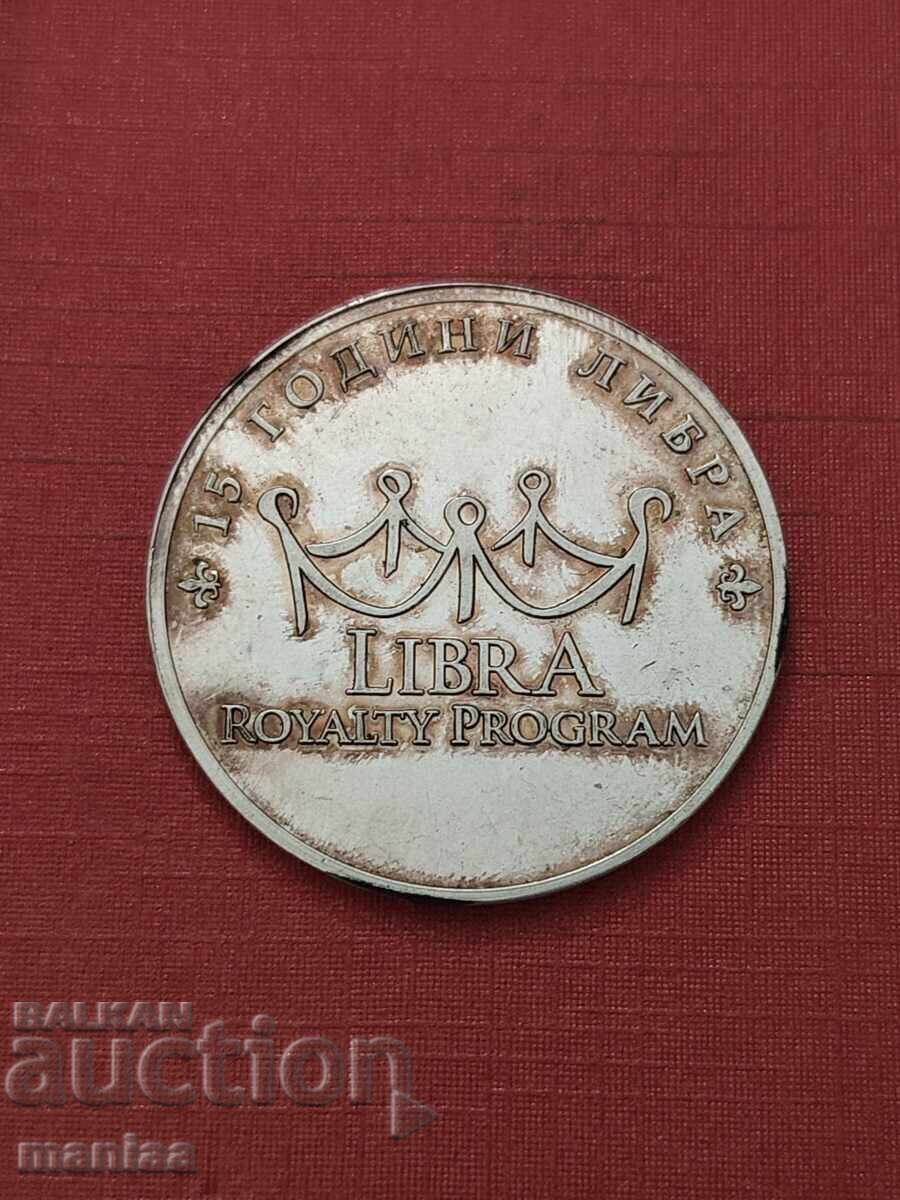 15 ГОДИНИ ЛИБРА
LIBRA
ROYALTY PROGRAM
BALKAN
auction
maniaa